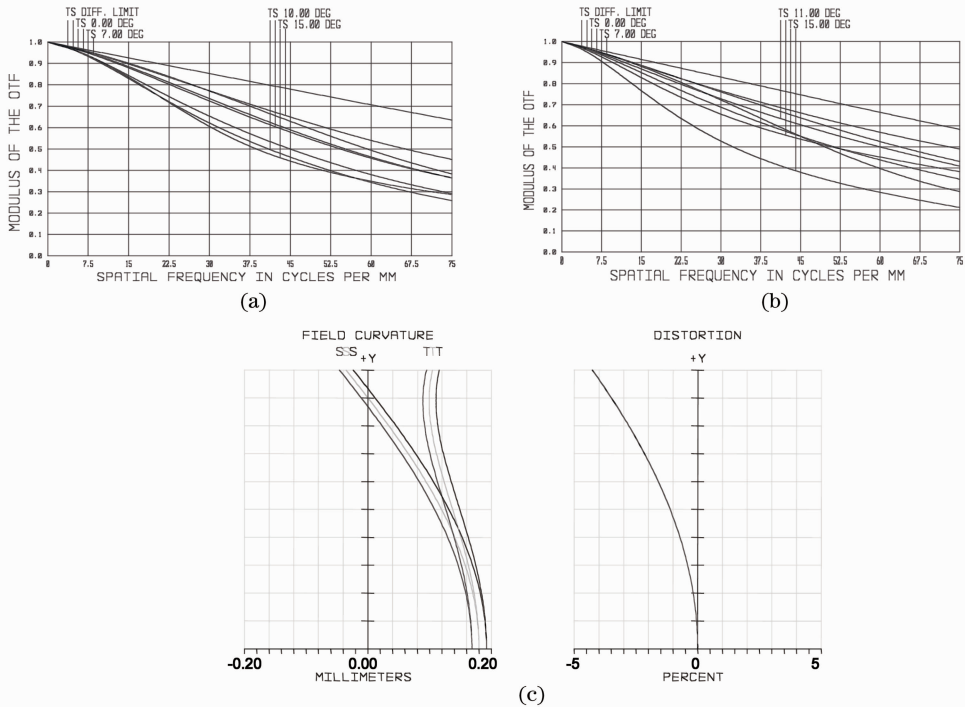 TS DIFF. LIMIT
TS 0.00 DEG
TS 7.00 DEG
TS 10.00 DEG
TS 15.00 DEG
MODULUS OF THE OTF
1.0
0.9
0.8
0.7
0.6
0.5
0.4
0.3
0.2
0.1
0.0
0 7.5 15 22.5 30 37.5 45 52.5 60 67.5 75
SPATIAL FREQUENCY IN CYCLES PER MM
(a)
TS DIFF. LIMIT
TS 0.00 DEG
TS 7.00 DEG
TS 11.00 DEG
TS 15.00 DEG
MODULUS OF THE OTF
1.0
0.9
0.8
0.7
0.6
0.5
0.4
0.3
0.2
0.1
0.0
0 7.5 15 22.5 30 37.5 45 52.5 60 67.5 75
SPATIAL FREQUENCY IN CYCLES PER MM
(b)
FIELD CURVATURE
SSS +Y TTT
-0.20 0.00 0.20
MILLIMETERS
DISTORTION
+Y
-5 0 5
PERCENT
(c)